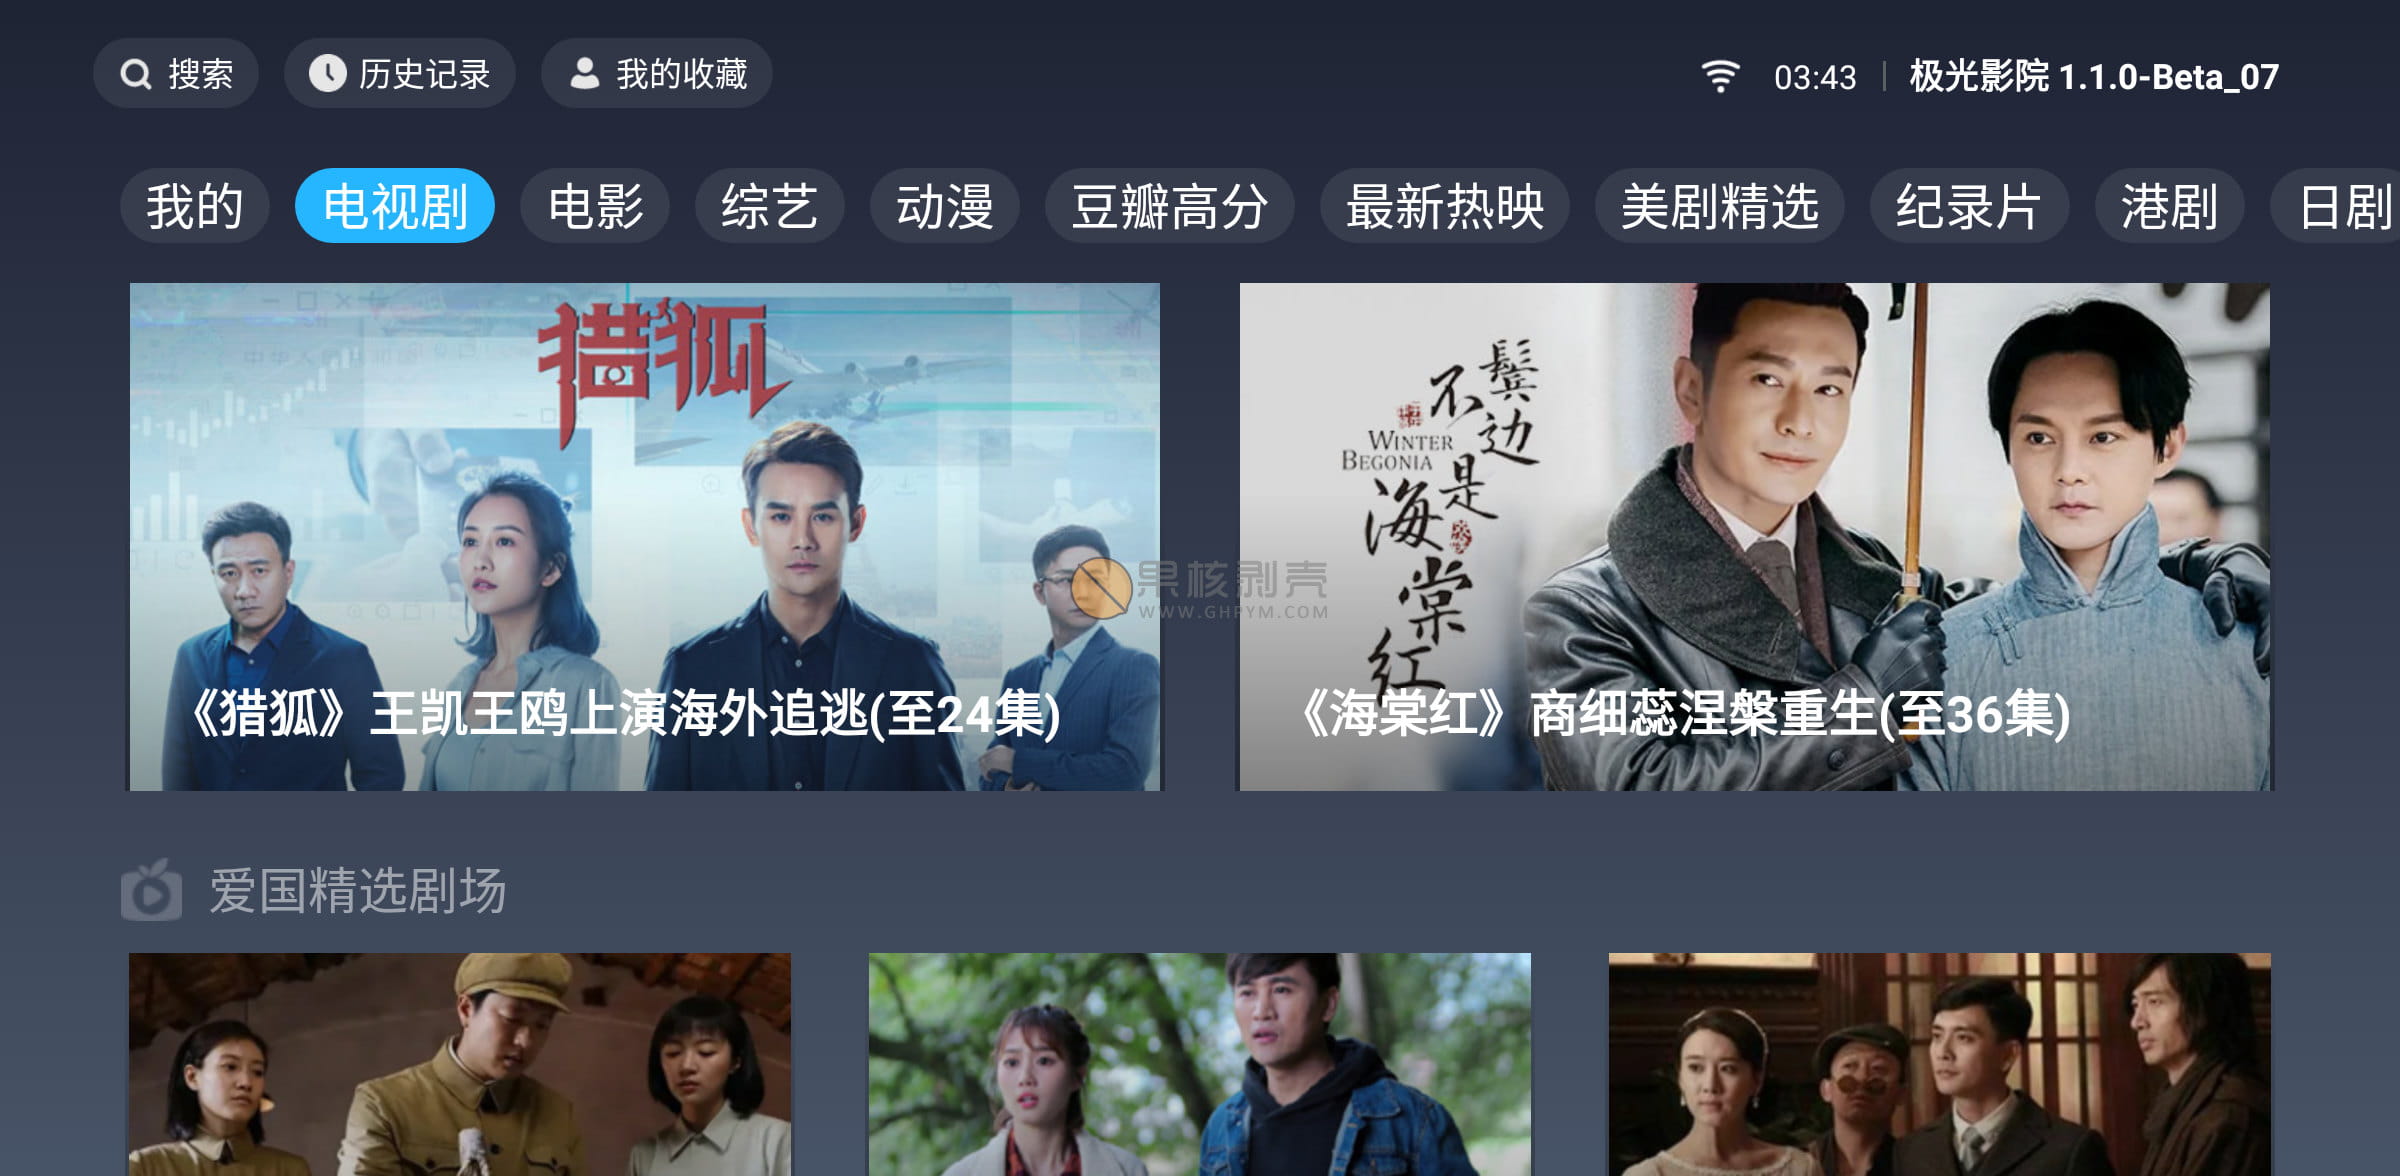 搜索
历史记录
我的收藏
03:43
极光影院 1.1.0-Beta_07
我的
电视剧
电影
综艺
动漫
豆瓣高分
最新热映
美剧精选
纪录片
港剧
日剧
猎狐
《猎狐》王凯王鸥上演海外追逃(至24集)
鬓边
不是
海棠红
WINTER
BEGONIA
《海棠红》商细蕊涅槃重生(至36集)
果核剥壳
WWW.GHPYM.COM
爱国精选剧场